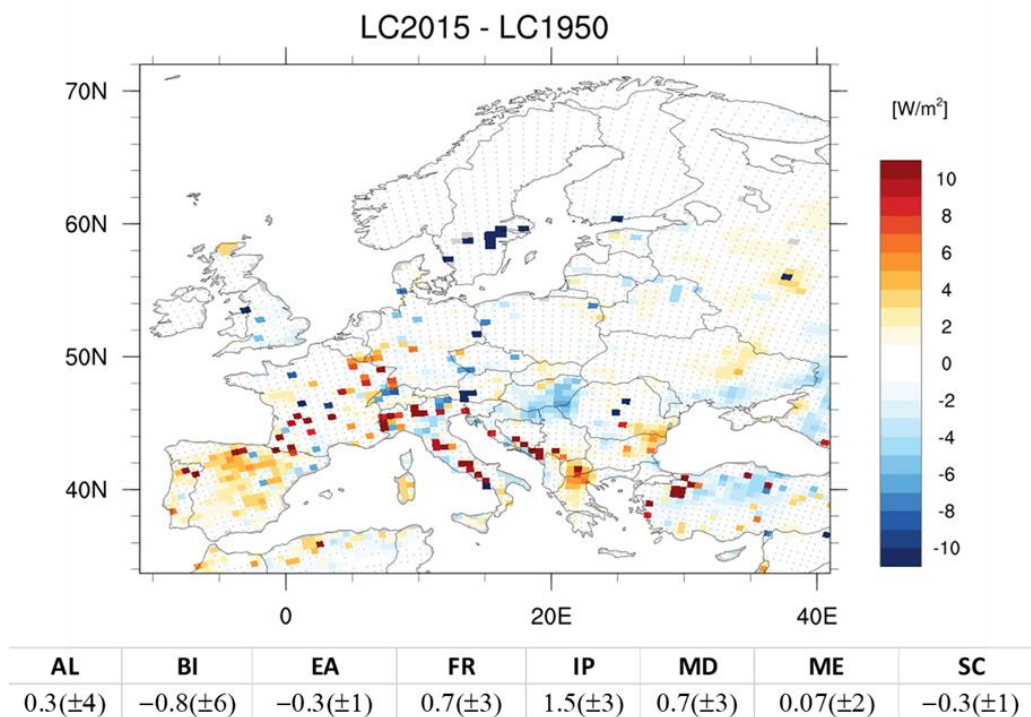 LC2015 - LC1950
70N
60N
50N
40N
0
20E
40E
[W/m²]
10
8
6
4
2
0
-2
-4
-6
-8
-10
AL BI EA FR IP MD ME SC
0.3(±4) −0.8(±6) −0.3(±1) 0.7(±3) 1.5(±3) 0.7(±3) 0.07(±2) −0.3(±1)